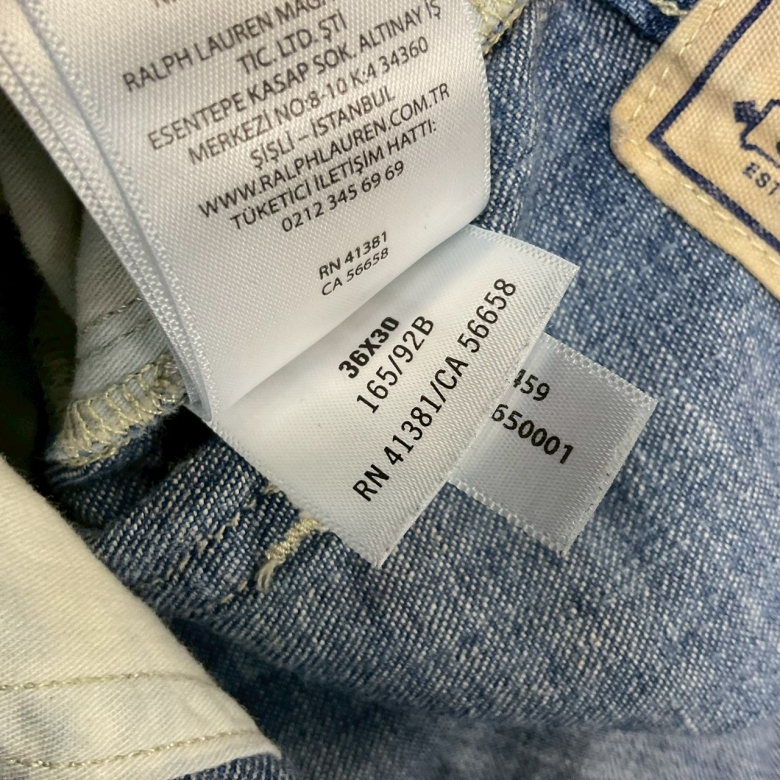 RALPH LAUREN MAĞA
TİC. LTD. ŞTİ
ESENTEPE KASAP SOK. ALTINAY İŞ
MERKEZİ NO:8-10 K:4 34360
ŞİŞLİ – İSTANBUL
WWW.RALPHLAUREN.COM.TR
TÜKETİCİ İLETİŞİM HATTI:
0212 345 69 69
RN 41381
CA 56658
36X30
165/92B
RN 41381/CA 56658
459
650001
EST